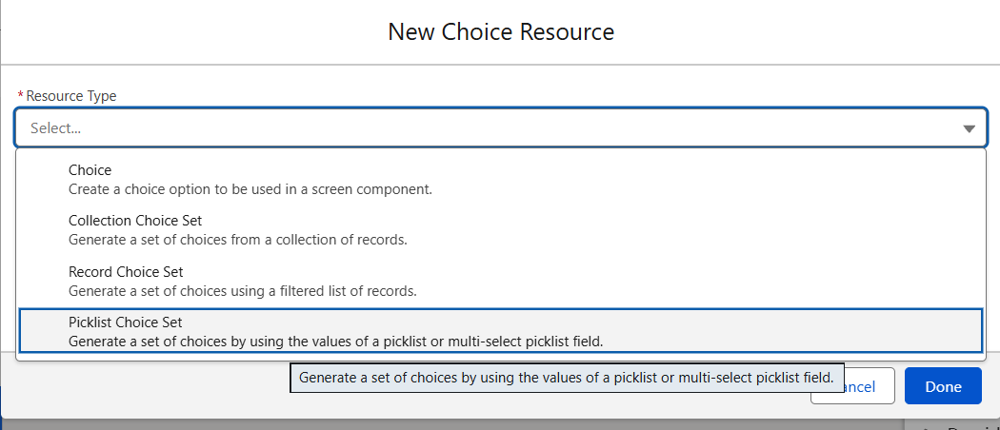 New Choice Resource
* Resource Type
Select...
Choice
Create a choice option to be used in a screen component.
Collection Choice Set
Generate a set of choices from a collection of records.
Record Choice Set
Generate a set of choices using a filtered list of records.
Picklist Choice Set
Generate a set of choices by using the values of a picklist or multi-select picklist field.
Generate a set of choices by using the values of a picklist or multi-select picklist field.
ancel Done